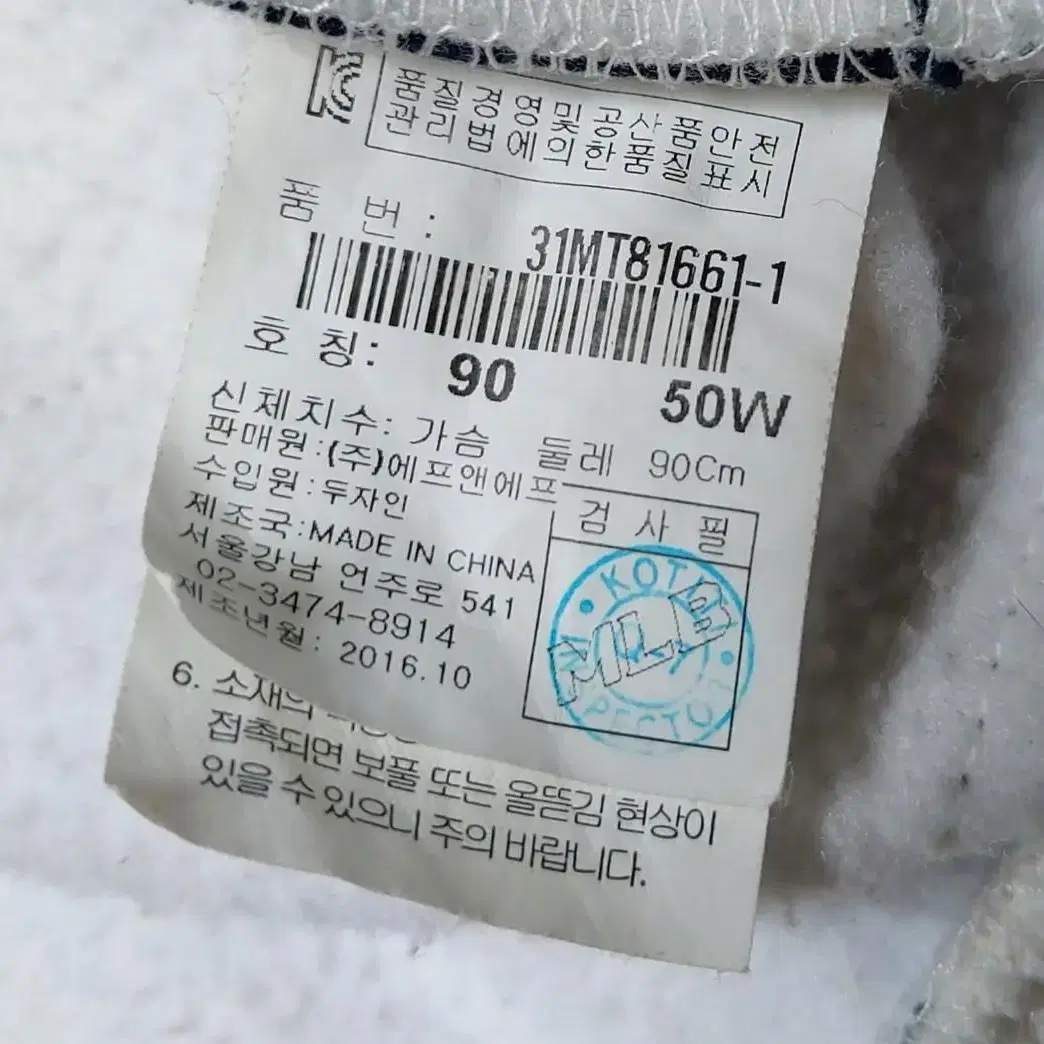 품질경영및공산품안전
관리법에의한품질표시
품 번 : 31MT81661-1
호 칭: 90 50W
신체치수: 가슴 둘레 90Cm
판매원:(주)에프앤에프
수입원:두자인
제조국:MADE IN CHINA
서울강남 언주로 541
02-3474-8914
제조년월: 2016.10
검 사 필
MLB
6. 소재의
접촉되면 보풀 또는 올뜯김 현상이
있을 수 있으니 주의 바랍니다.